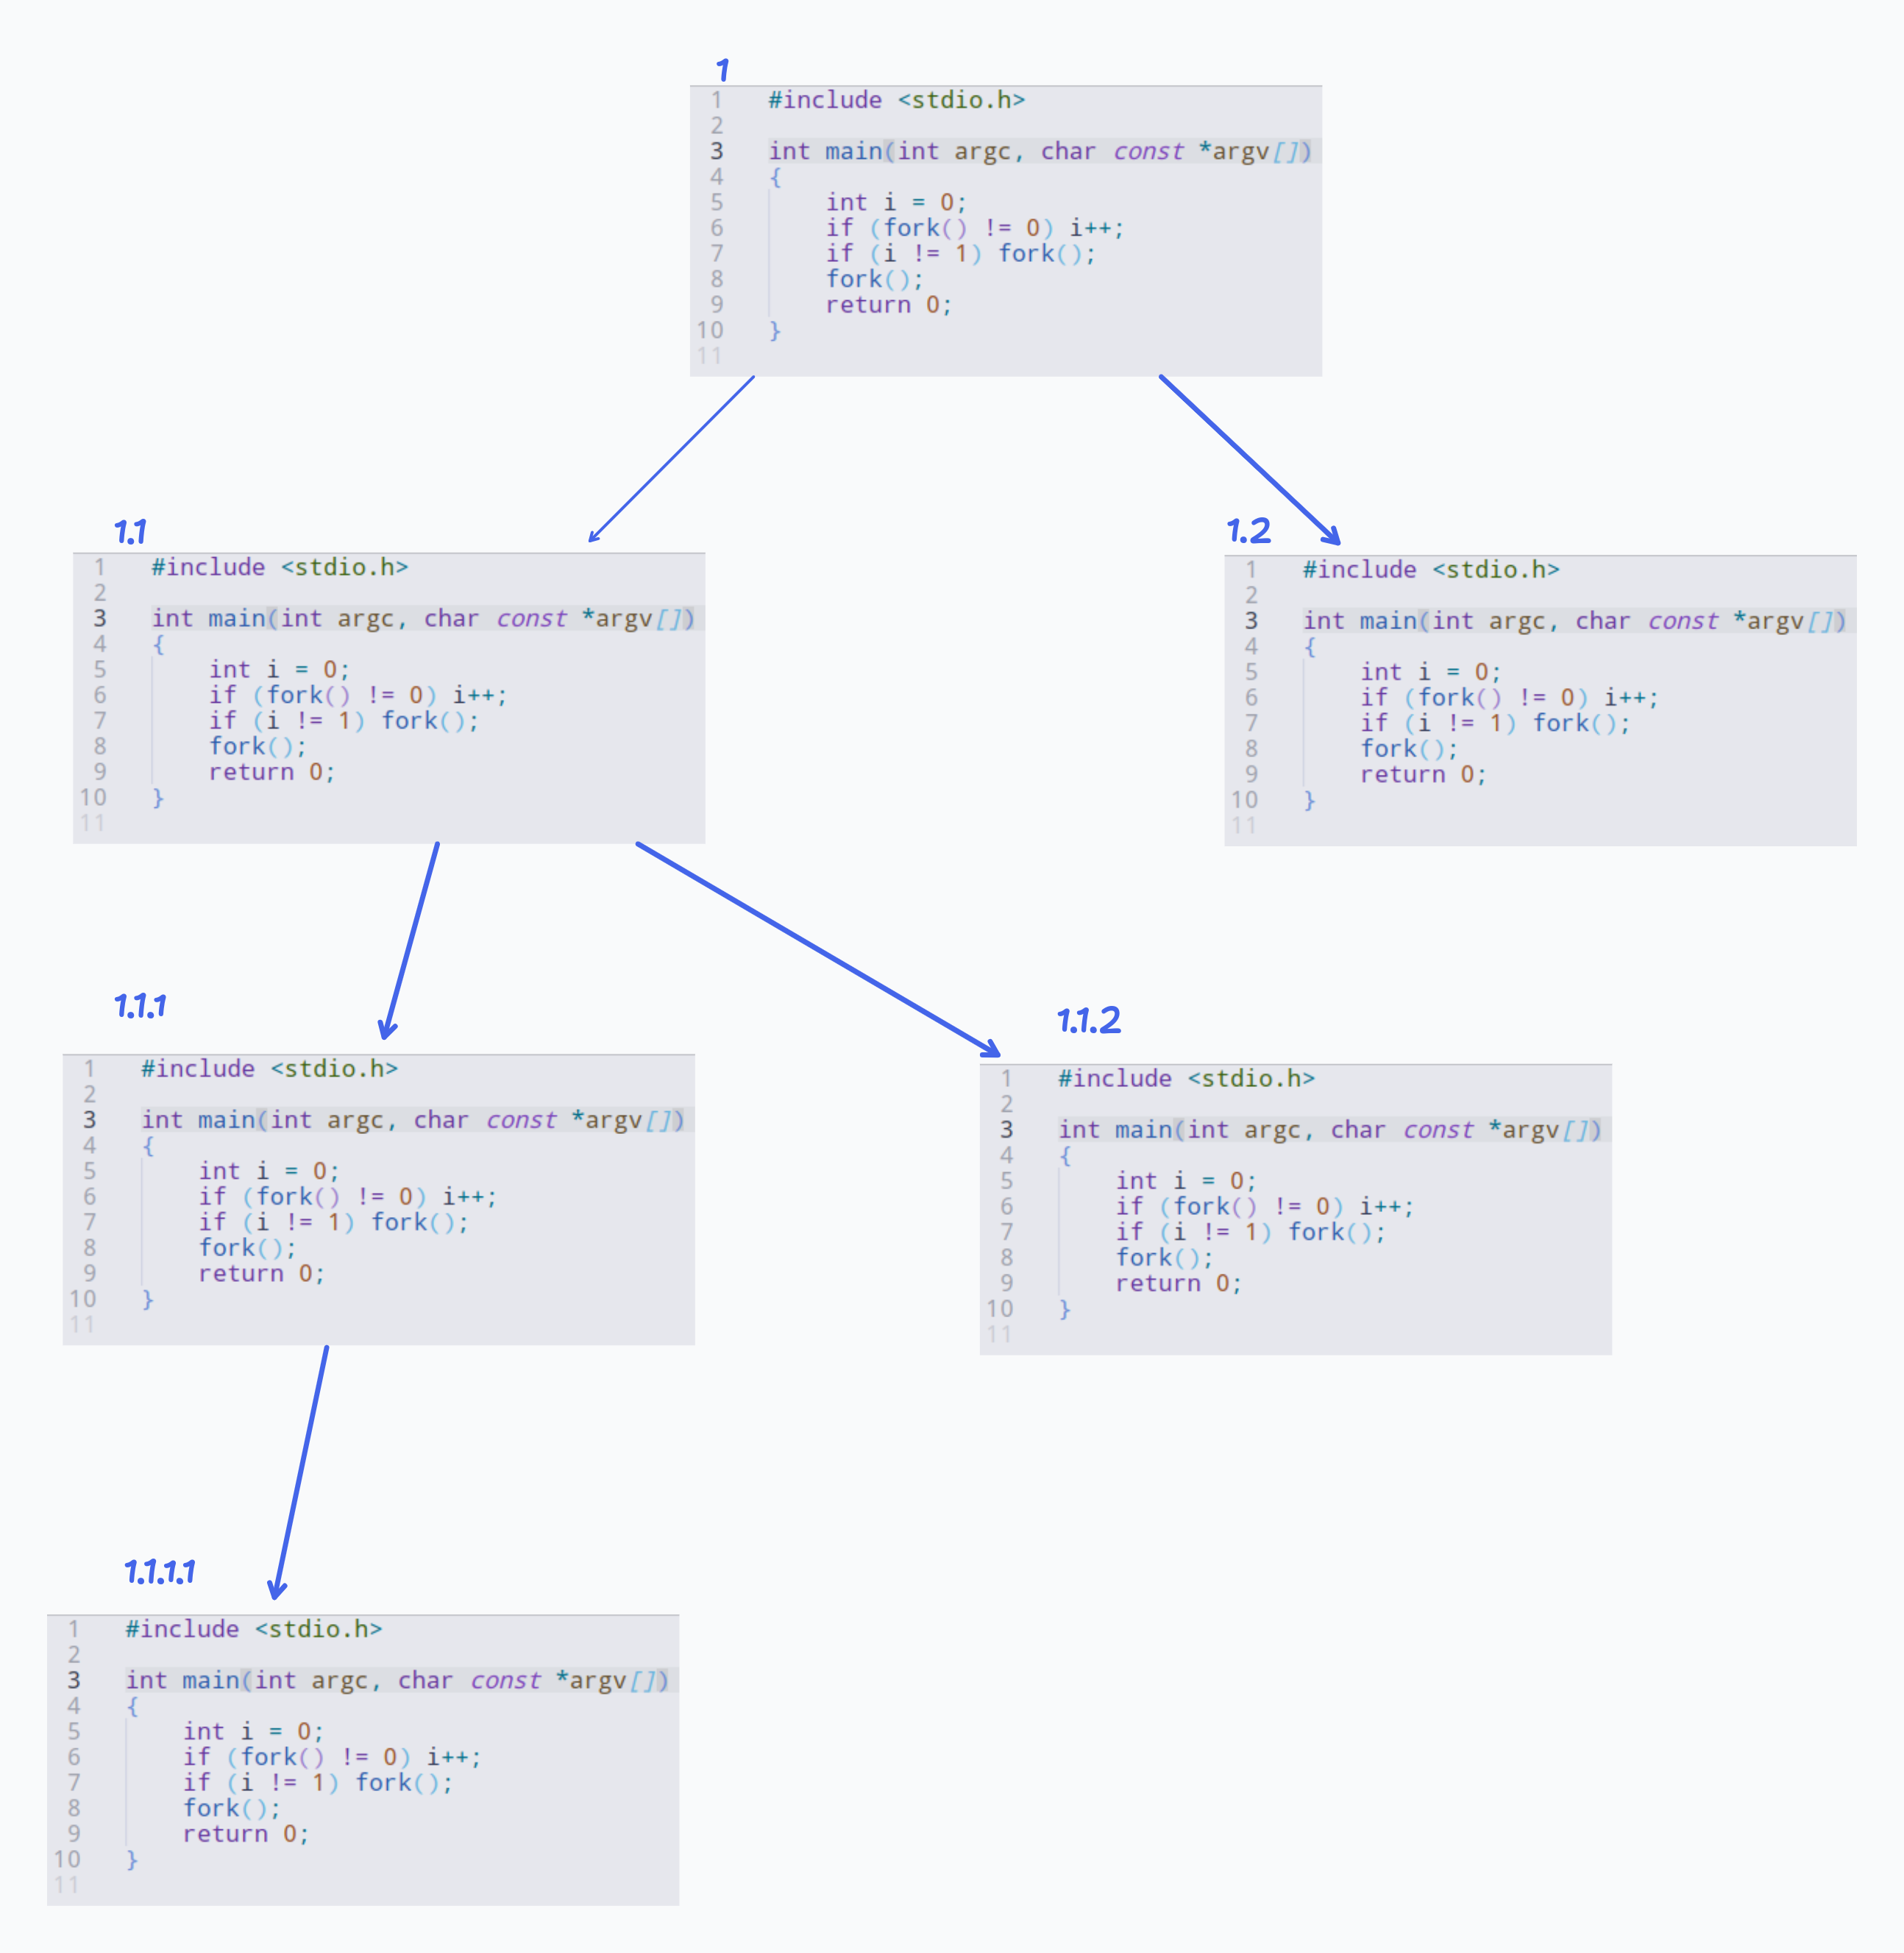 1
1 #include <stdio.h>
2
3 int main(int argc, char const *argv[])
4 {
5 int i = 0;
6 if (fork() != 0) i++;
7 if (i != 1) fork();
8 fork();
9 return 0;
10 }
11
1.1
1 #include <stdio.h>
2
3 int main(int argc, char const *argv[])
4 {
5 int i = 0;
6 if (fork() != 0) i++;
7 if (i != 1) fork();
8 fork();
9 return 0;
10 }
11
1.2
1 #include <stdio.h>
2
3 int main(int argc, char const *argv[])
4 {
5 int i = 0;
6 if (fork() != 0) i++;
7 if (i != 1) fork();
8 fork();
9 return 0;
10 }
11
1.1.1
1 #include <stdio.h>
2
3 int main(int argc, char const *argv[])
4 {
5 int i = 0;
6 if (fork() != 0) i++;
7 if (i != 1) fork();
8 fork();
9 return 0;
10 }
11
1.1.2
1 #include <stdio.h>
2
3 int main(int argc, char const *argv[])
4 {
5 int i = 0;
6 if (fork() != 0) i++;
7 if (i != 1) fork();
8 fork();
9 return 0;
10 }
11
1.1.1.1
1 #include <stdio.h>
2
3 int main(int argc, char const *argv[])
4 {
5 int i = 0;
6 if (fork() != 0) i++;
7 if (i != 1) fork();
8 fork();
9 return 0;
10 }
11